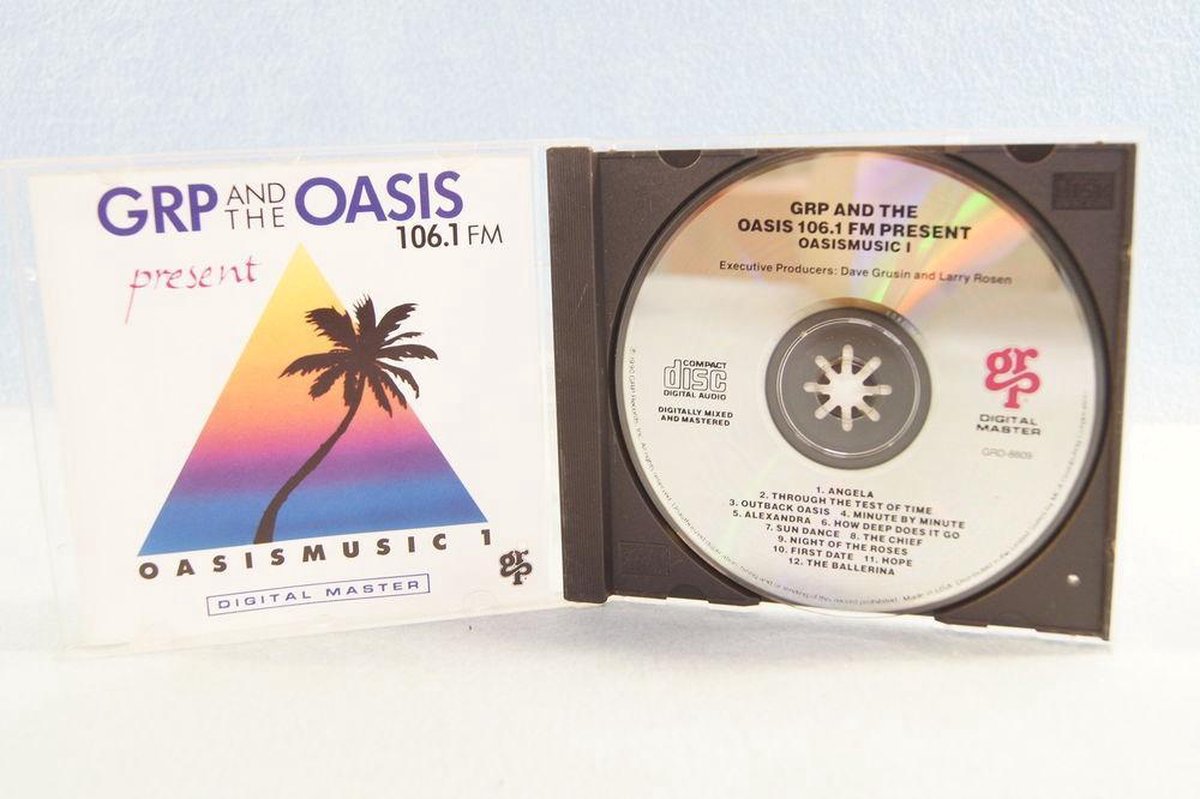 GRP AND THE OASIS
106.1 FM
present
OASISMUSIC 1
grp
DIGITAL MASTER
GRP AND THE
OASIS 106.1 FM PRESENT
OASISMUSIC I
Executive Producers: Dave Grusin and Larry Rosen
COMPACT
disc
DIGITAL AUDIO
DIGITALLY MIXED
AND MASTERED
grp
DIGITAL
MASTER
GRD-8809
1. ANGELA
2. THROUGH THE TEST OF TIME
3. OUTBACK OASIS 4. MINUTE BY MINUTE
5. ALEXANDRA 6. HOW DEEP DOES IT GO
7. SUN DANCE 8. THE CHIEF
9. NIGHT OF THE ROSES
10. FIRST DATE 11. HOPE
12. THE BALLERINA